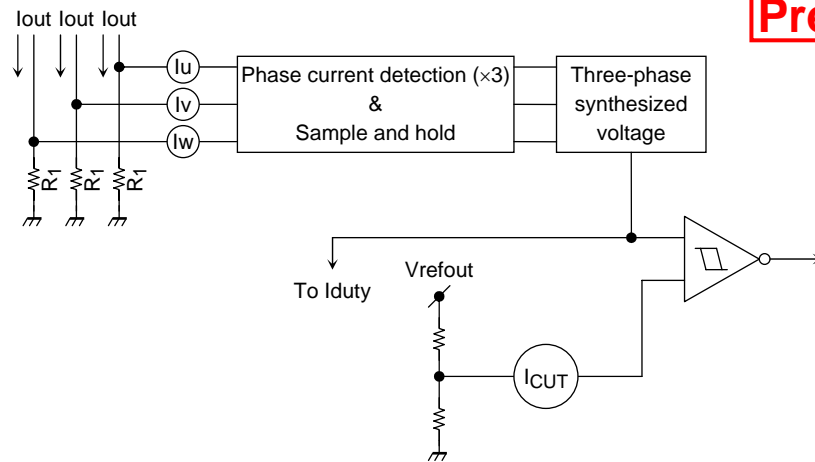 Pre
Iout Iout Iout
Iu
Iv
Iw
Phase current detection (×3)
&
Sample and hold
Three-phase
synthesized
voltage
R1 R1 R1
To Iduty
Vrefout
ICUT